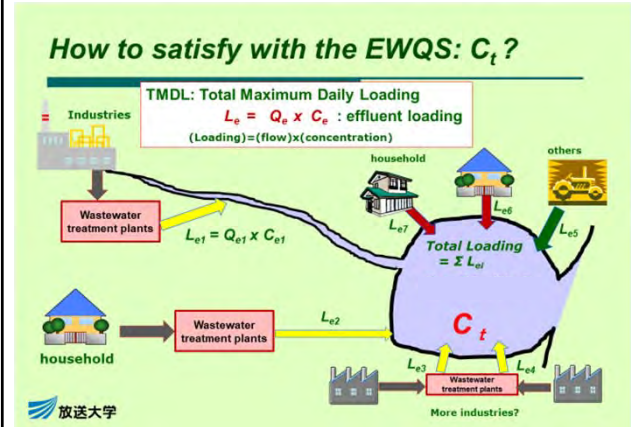 How to satisfy with the EWQS: Ct?
TMDL: Total Maximum Daily Loading
Le = Qe x Ce : effluent loading
(Loading)=(flow)x(concentration)
Industries
household
others
Wastewater
treatment plants
Le1 = Qe1 x Ce1
Le7
Le6
Le5
Total Loading
= Σ Lei
household
Wastewater
treatment plants
Le2
Ct
Le3
Le4
Wastewater
treatment plants
More industries?
放送大学